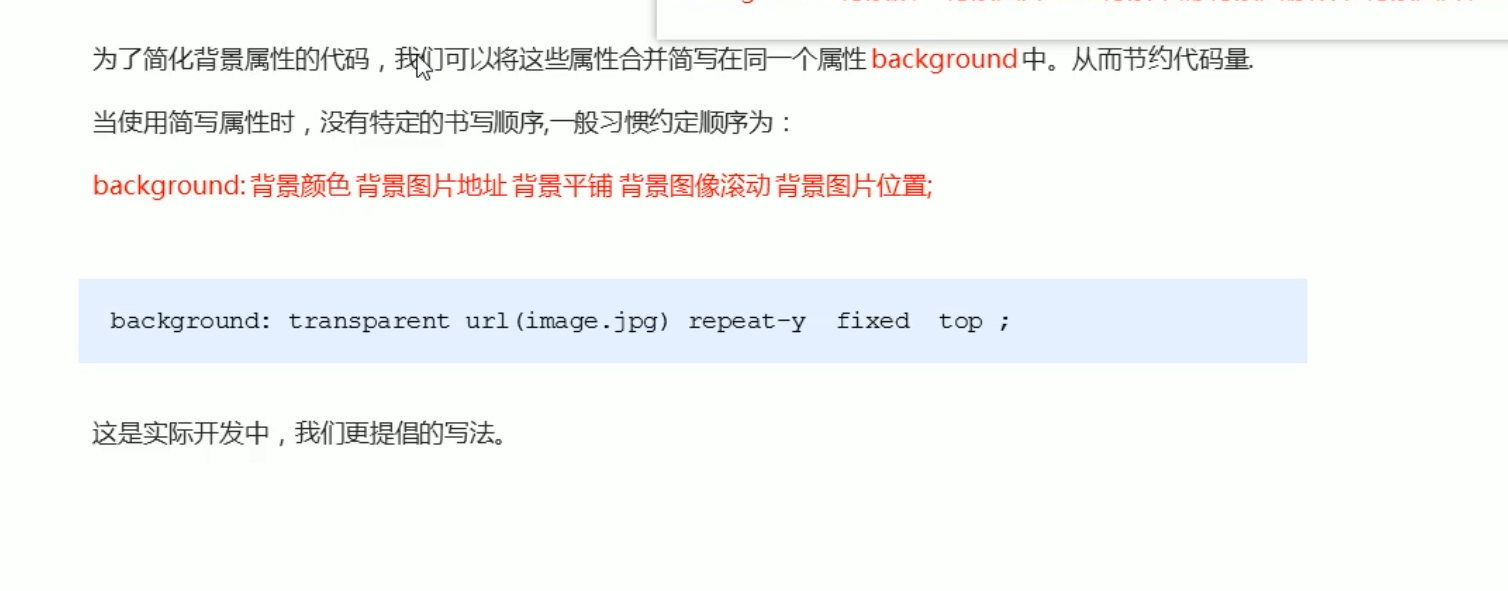 为了简化背景属性的代码，我们可以将这些属性合并简写在同一个属性 background 中。从而节约代码量.
当使用简写属性时，没有特定的书写顺序,一般习惯约定顺序为：
background: 背景颜色 背景图片地址 背景平铺 背景图像滚动 背景图片位置;
background: transparent url(image.jpg) repeat-y fixed top ;
这是实际开发中，我们更提倡的写法。